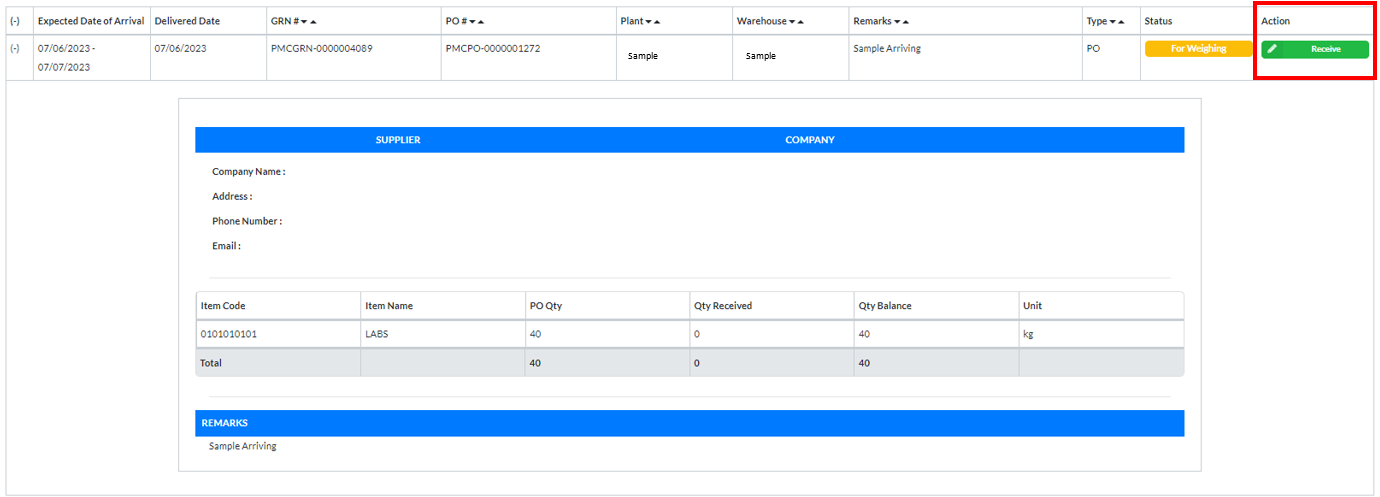 (-) Expected Date of Arrival Delivered Date GRN # PO # Plant Warehouse Remarks Type Status Action
(-) 07/06/2023 - 07/06/2023 PMCGRN-0000004089 PMCPO-0000001272 Sample Sample Sample Arriving PO For Weighing Receive
07/07/2023
SUPPLIER COMPANY
Company Name :
Address :
Phone Number :
Email :
Item Code Item Name PO Qty Qty Received Qty Balance Unit
0101010101 LABS 40 0 40 kg
Total 40 0 40
REMARKS
Sample Arriving